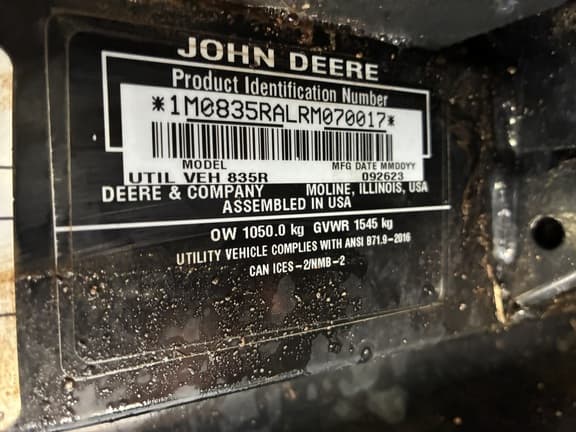 JOHN DEERE
Product Identification Number
*1M0835RALRM070017*
MODEL MFG DATE MMDDYY
UTIL VEH 835R 092623
DEERE & COMPANY MOLINE, ILLINOIS, USA
ASSEMBLED IN USA
OW 1050.0 kg GVWR 1545 kg
UTILITY VEHICLE COMPLIES WITH ANSI B71.9-2016
CAN ICES-2/NMB-2